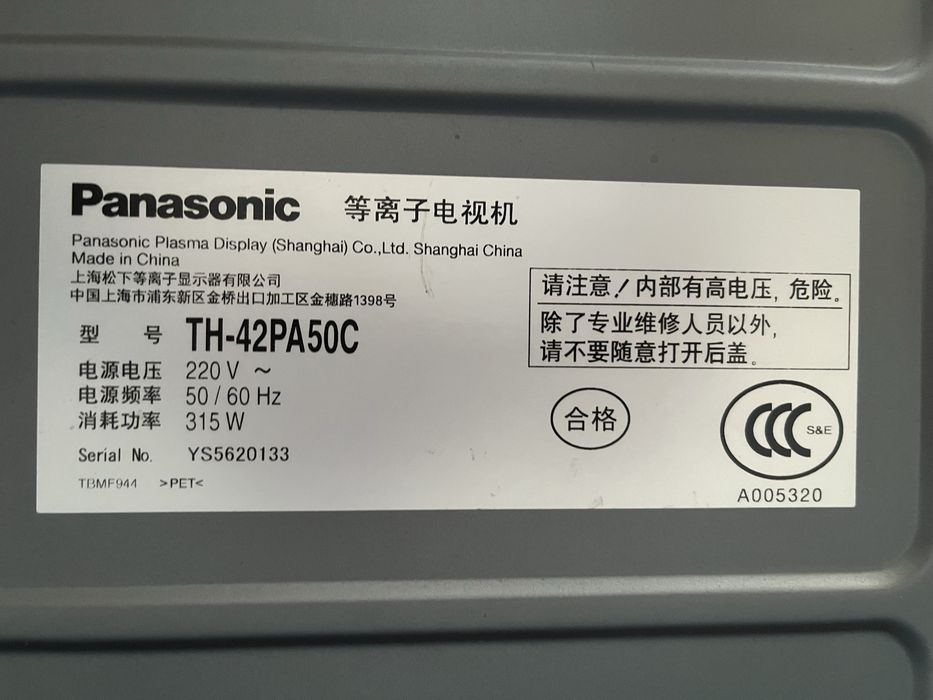 Panasonic 等离子电视机
Panasonic Plasma Display (Shanghai) Co.,Ltd. Shanghai China
Made in China
上海松下等离子显示器有限公司
中国上海市浦东新区金桥出口加工区金穗路1398号
型 号 TH-42PA50C
电源电压 220 V ~
电源频率 50 / 60 Hz
消耗功率 315 W
Serial No. YS5620133
TBMF944 >PET<
请注意！内部有高电压, 危险。
除了专业维修人员以外,
请不要随意打开后盖。
合格
CCC S&E
A005320